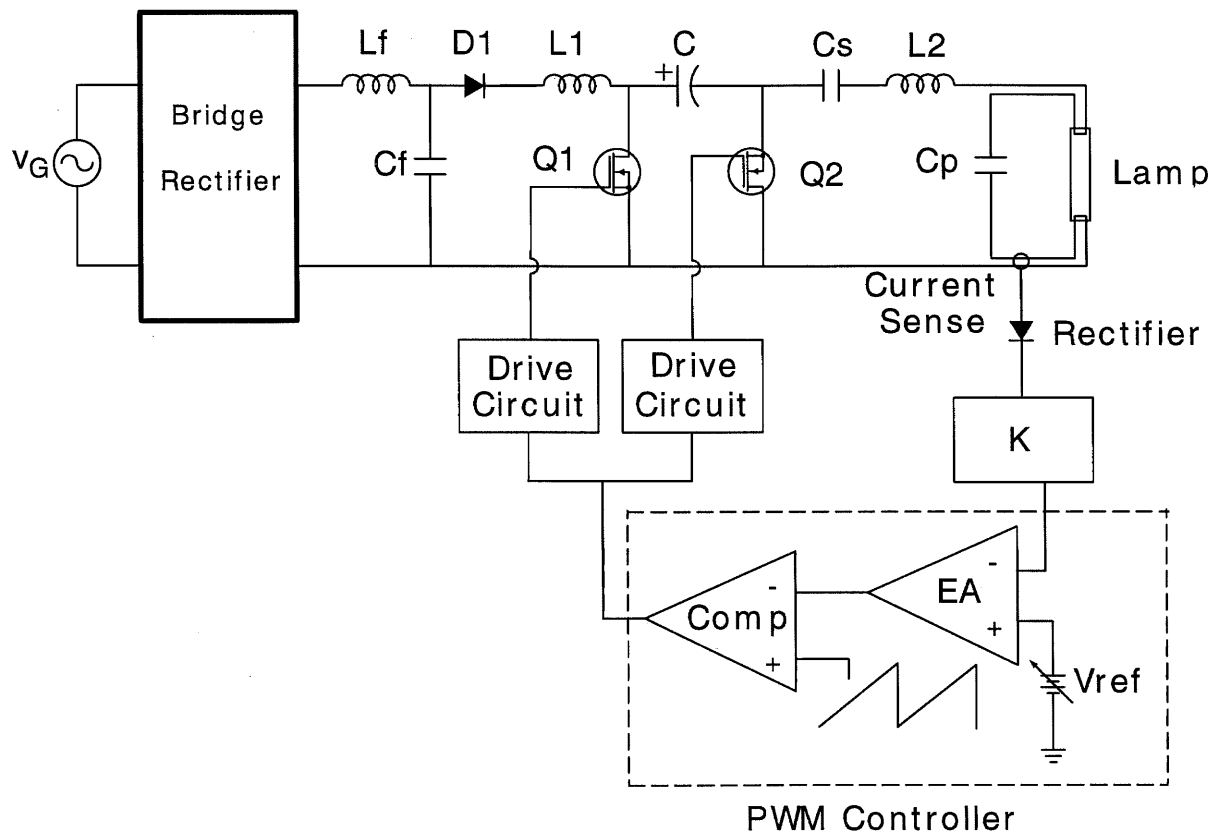 Lf
D1
L1
C
Cs
L2
+
Bridge
Rectifier
vG
Cf
Q1
Q2
Cp
Lamp
Current
Sense
Rectifier
Drive
Circuit
Drive
Circuit
K
-
EA
+
-
Comp
+
Vref
PWM Controller